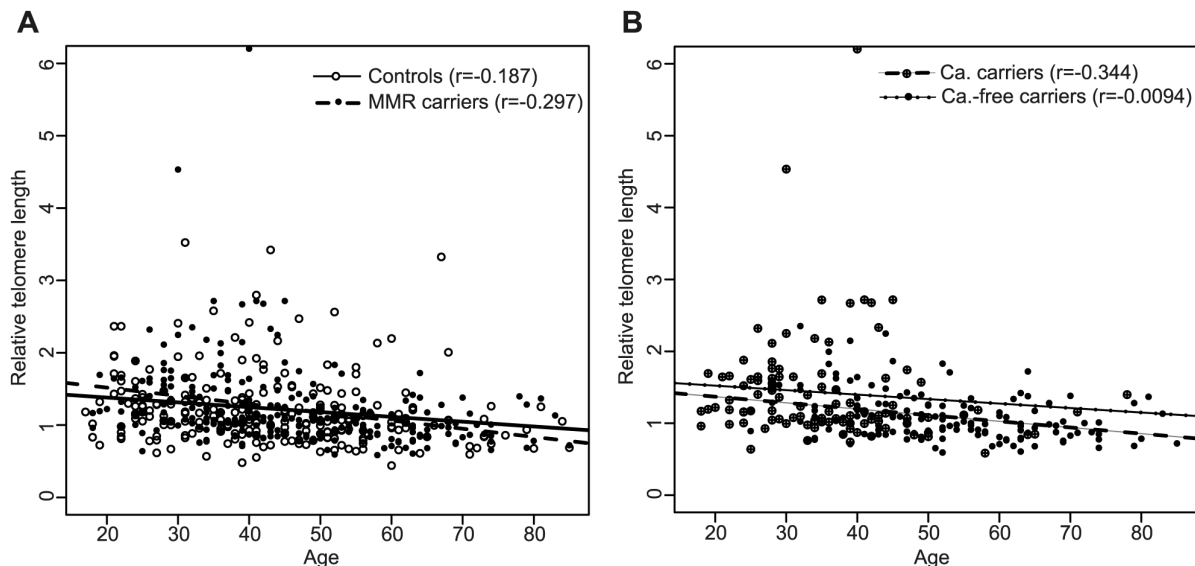 A
Relative telomere length
6
5
4
3
2
1
0
Controls (r=-0.187)
MMR carriers (r=-0.297)
20 30 40 50 60 70 80
Age
B
Relative telomere length
6
5
4
3
2
1
0
Ca. carriers (r=-0.344)
Ca.-free carriers (r=-0.0094)
20 30 40 50 60 70 80
Age